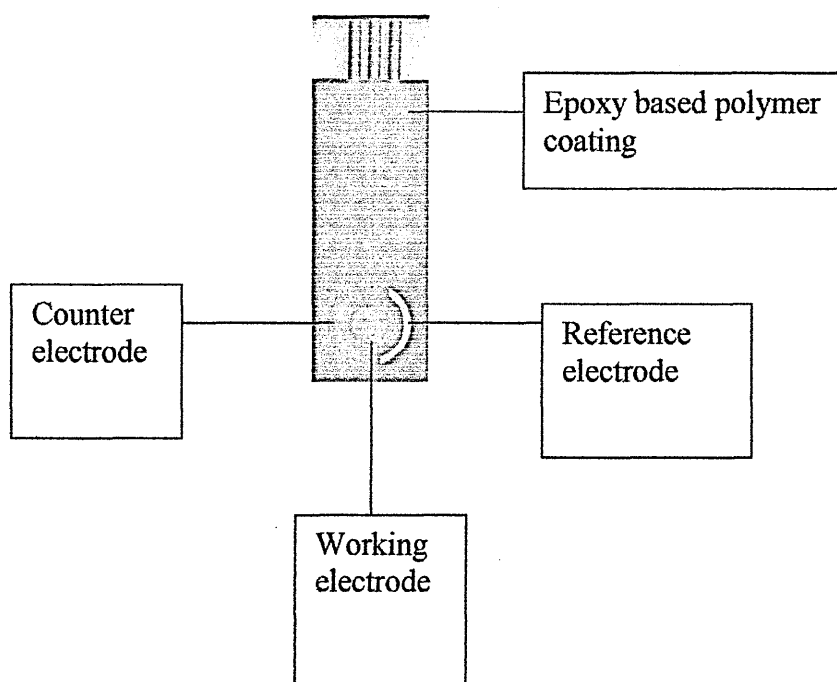 Epoxy based polymer
coating
Counter
electrode
Reference
electrode
Working
electrode